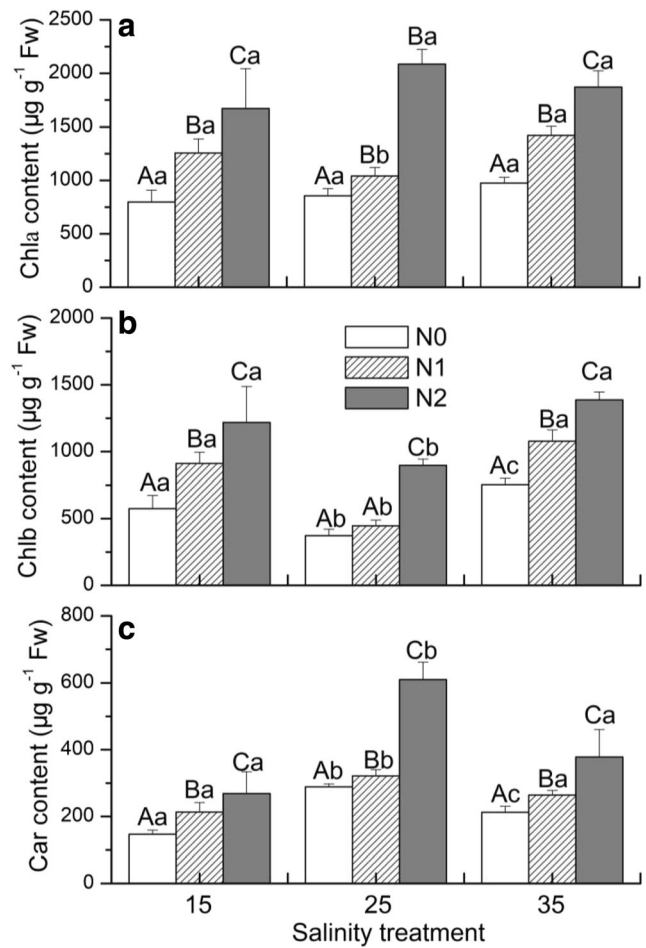 a
Chla content (µg g⁻¹ Fw)
2500
2000
1500
1000
500
0
Aa
Ba
Ca
Aa
Bb
Ba
Aa
Ba
Ca
b
Chlb content (µg g⁻¹ Fw)
2000
1500
1000
500
0
N0
N1
N2
Aa
Ba
Ca
Ab
Ab
Cb
Ac
Ba
Ca
c
Car content (µg g⁻¹ Fw)
800
600
400
200
0
Aa
Ba
Ca
Ab
Bb
Cb
Ac
Ba
Ca
15
25
35
Salinity treatment